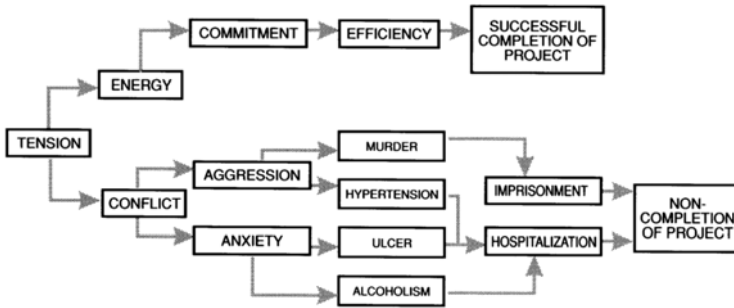 COMMITMENT
EFFICIENCY
SUCCESSFUL
COMPLETION OF
PROJECT
ENERGY
TENSION
CONFLICT
AGGRESSION
MURDER
HYPERTENSION
IMPRISONMENT
ANXIETY
ULCER
HOSPITALIZATION
ALCOHOLISM
NON-
COMPLETION
OF PROJECT